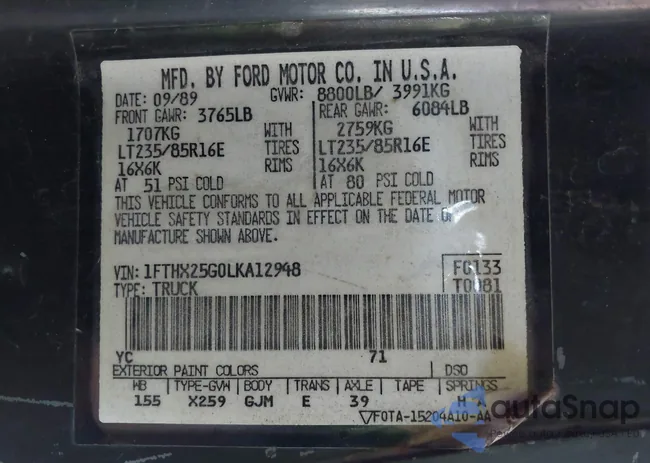 MFD. BY FORD MOTOR CO. IN U.S.A.
DATE: 09/89 GVWR: 8800LB/ 3991KG
FRONT GAWR: 3765LB REAR GAWR: 6084LB
1707KG WITH 2759KG WITH
LT235/85R16E TIRES LT235/85R16E TIRES
16X6K RIMS 16X6K RIMS
AT 51 PSI COLD AT 80 PSI COLD
THIS VEHICLE CONFORMS TO ALL APPLICABLE FEDERAL MOTOR
VEHICLE SAFETY STANDARDS IN EFFECT ON THE DATE OF
MANUFACTURE SHOWN ABOVE.
VIN: 1FTHX25G0LKA12948 F0133
TYPE: TRUCK T0081
YC 71
EXTERIOR PAINT COLORS DSO
WB TYPE-GVW BODY TRANS AXLE TAPE SPRINGS
155 X259 GJM E 39 H A
F0TA-15204A10-AA
autoSnap